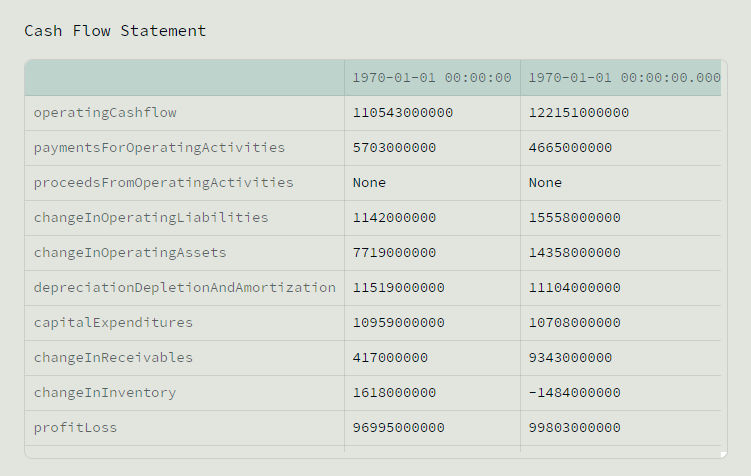 Cash Flow Statement
1970-01-01 00:00:00 1970-01-01 00:00:00.000
operatingCashflow 110543000000 122151000000
paymentsForOperatingActivities 5703000000 4665000000
proceedsFromOperatingActivities None None
changeInOperatingLiabilities 1142000000 15558000000
changeInOperatingAssets 7719000000 14358000000
depreciationDepletionAndAmortization 11519000000 11104000000
capitalExpenditures 10959000000 10708000000
changeInReceivables 417000000 9343000000
changeInInventory 1618000000 -1484000000
profitLoss 96995000000 99803000000